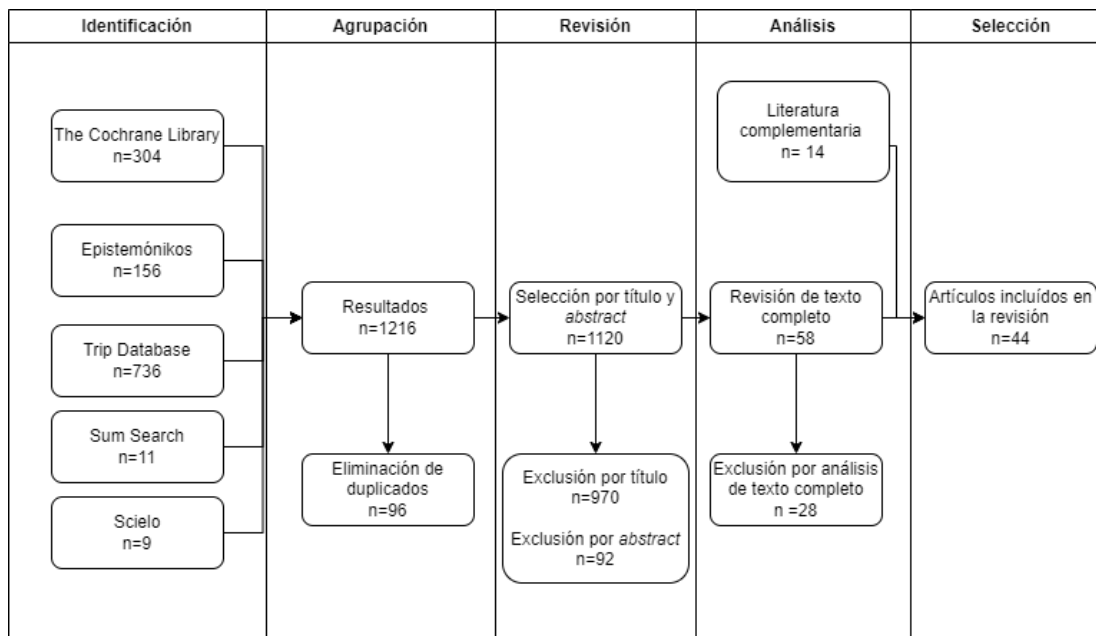 Identificación
Agrupación
Revisión
Análisis
Selección
The Cochrane Library
n=304
Epistemónikos
n=156
Trip Database
n=736
Sum Search
n=11
Scielo
n=9
Resultados
n=1216
Eliminación de
duplicados
n=96
Selección por título y
abstract
n=1120
Exclusión por título
n=970
Exclusión por abstract
n=92
Literatura
complementaria
n= 14
Revisión de texto
completo
n=58
Exclusión por análisis
de texto completo
n =28
Artículos incluídos en
la revisión
n=44